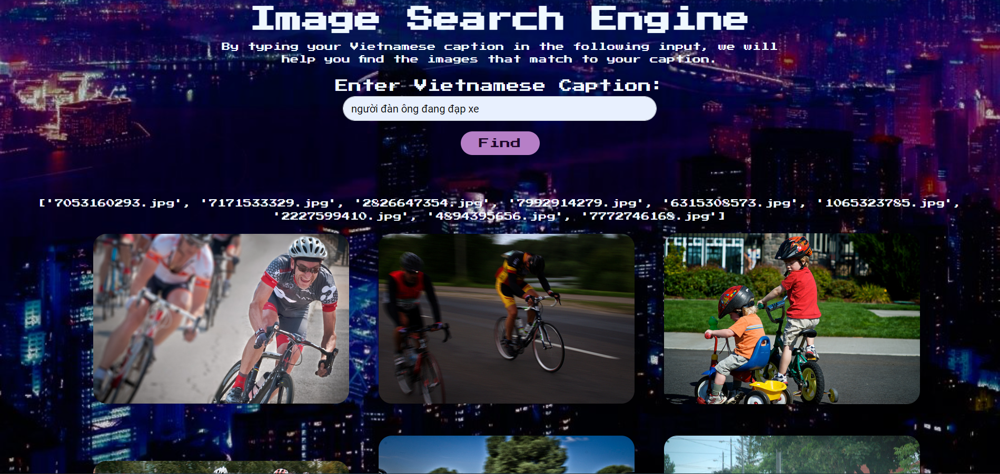 Image Search Engine
By typing your Vietnamese caption in the following input, we will
help you find the images that match to your caption.
Enter Vietnamese Caption:
người đàn ông đang đạp xe
Find
['7053160293.jpg', '7171533329.jpg', '2826647354.jpg', '7992914279.jpg', '6315308573.jpg', '1065323785.jpg',
'2227599410.jpg', '4894395656.jpg', '7772746168.jpg']